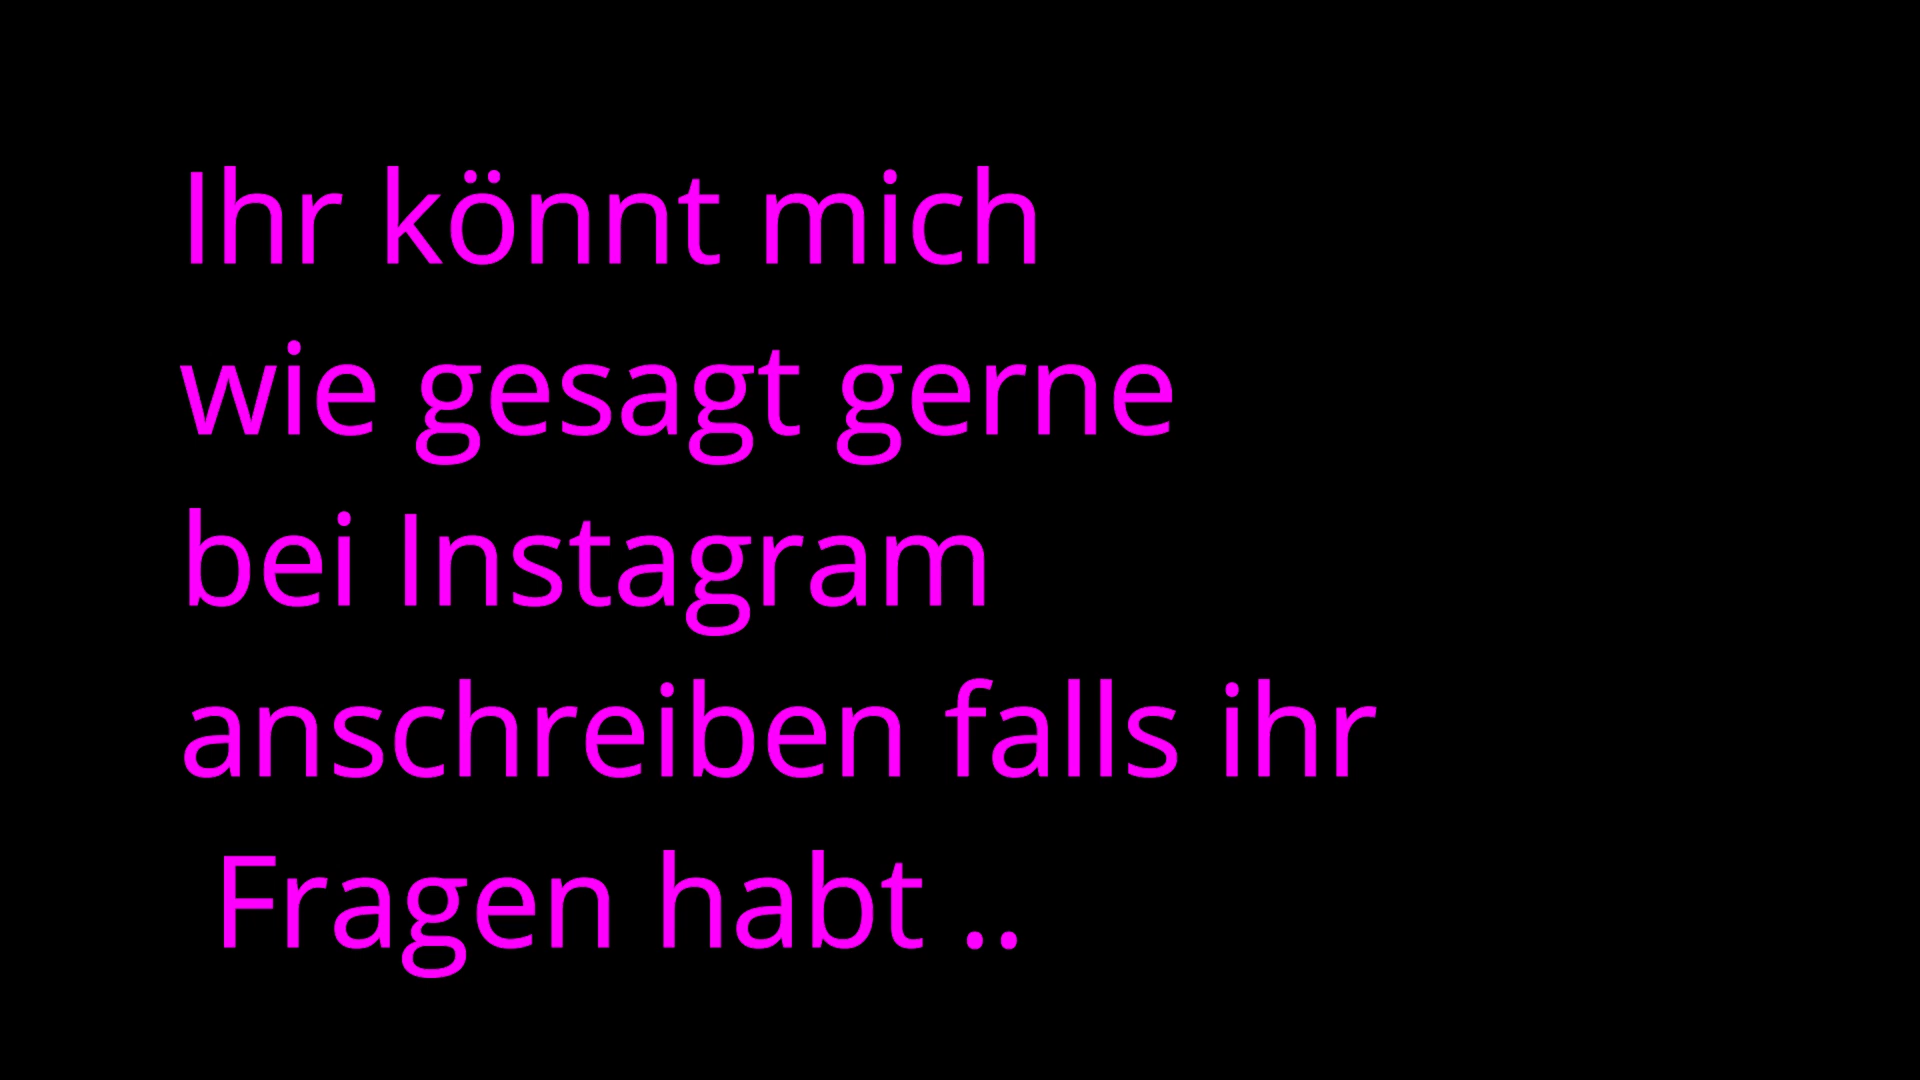 Ihr könnt mich
wie gesagt gerne
bei Instagram
anschreiben falls ihr
Fragen habt ..